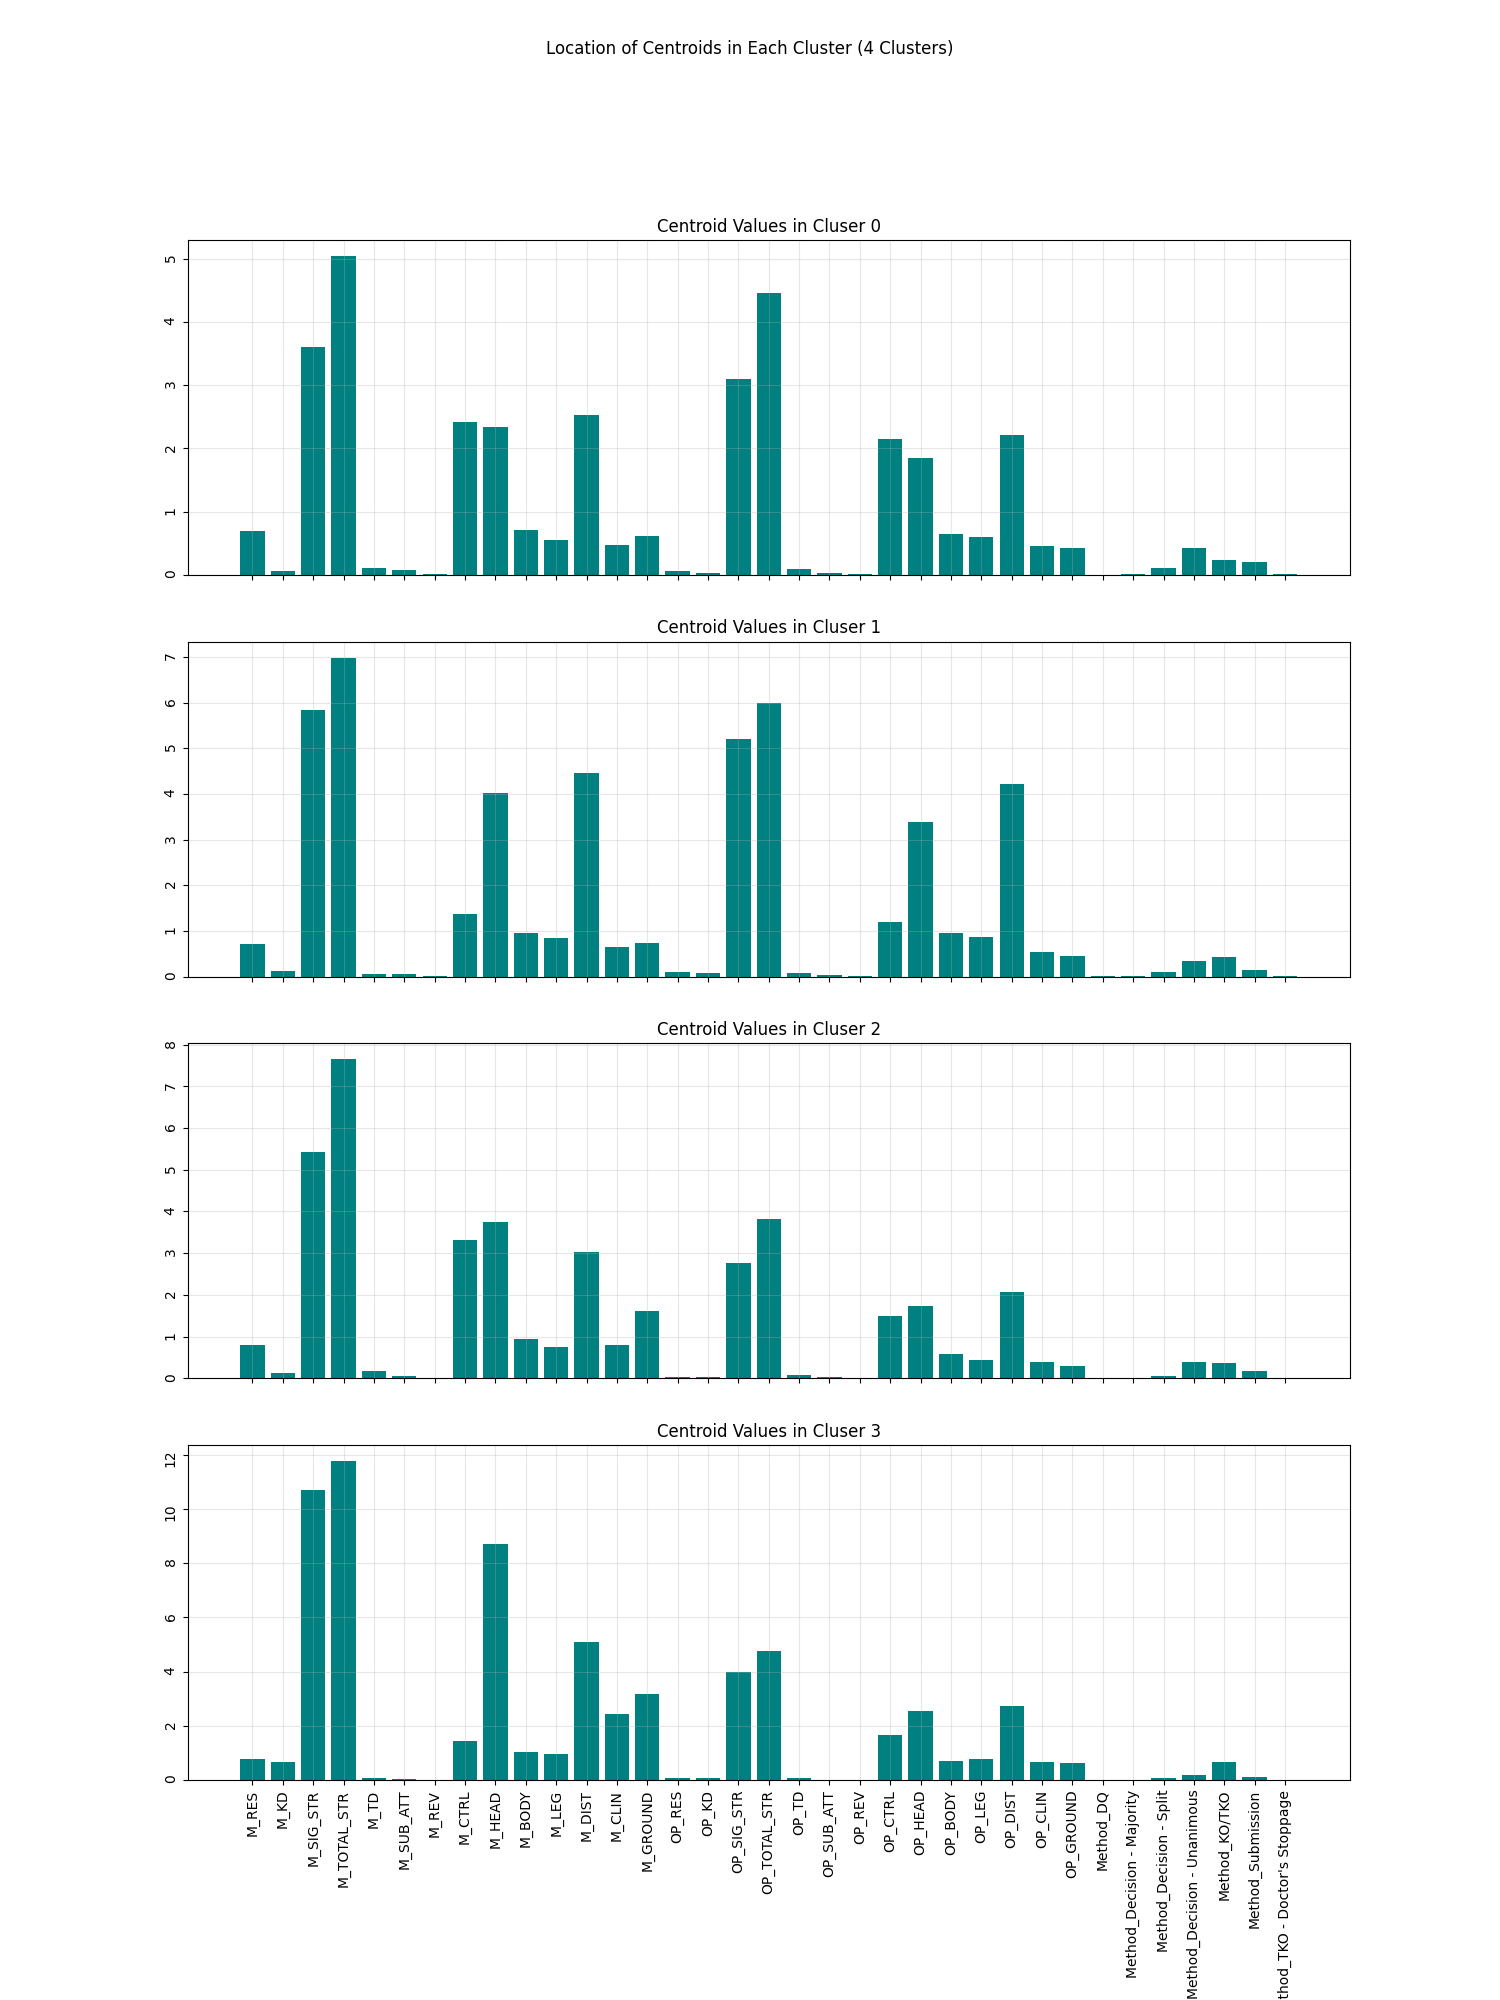 Location of Centroids in Each Cluster (4 Clusters)
Centroid Values in Cluser 0
5
4
3
2
1
0
Centroid Values in Cluser 1
7
6
5
4
3
2
1
0
Centroid Values in Cluser 2
8
7
6
5
4
3
2
1
0
Centroid Values in Cluser 3
12
10
8
6
4
2
0
M_RES
M_KD
M_SIG_STR
M_TOTAL_STR
M_TD
M_SUB_ATT
M_REV
M_CTRL
M_HEAD
M_BODY
M_LEG
M_DIST
M_CLIN
M_GROUND
OP_RES
OP_KD
OP_SIG_STR
OP_TOTAL_STR
OP_TD
OP_SUB_ATT
OP_REV
OP_CTRL
OP_HEAD
OP_BODY
OP_LEG
OP_DIST
OP_CLIN
OP_GROUND
Method_DQ
Method_Decision - Majority
Method_Decision - Split
Method_Decision - Unanimous
Method_KO/TKO
Method_Submission
thod_TKO - Doctor's Stoppage